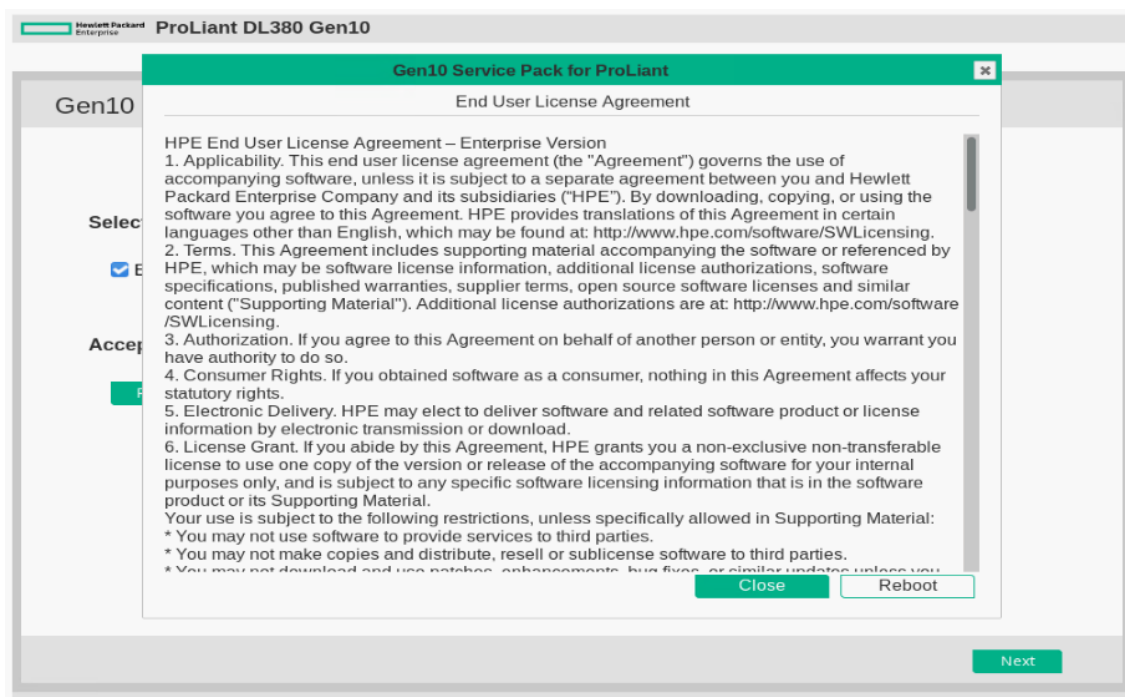 Hewlett Packard
Enterprise
ProLiant DL380 Gen10
Gen10 Service Pack for ProLiant
Gen10
End User License Agreement
HPE End User License Agreement – Enterprise Version
1. Applicability. This end user license agreement (the "Agreement") governs the use of
accompanying software, unless it is subject to a separate agreement between you and Hewlett
Packard Enterprise Company and its subsidiaries (“HPE”). By downloading, copying, or using the
software you agree to this Agreement. HPE provides translations of this Agreement in certain
languages other than English, which may be found at: http://www.hpe.com/software/SWLicensing.
2. Terms. This Agreement includes supporting material accompanying the software or referenced by
HPE, which may be software license information, additional license authorizations, software
specifications, published warranties, supplier terms, open source software licenses and similar
content ("Supporting Material"). Additional license authorizations are at: http://www.hpe.com/software
/SWLicensing.
3. Authorization. If you agree to this Agreement on behalf of another person or entity, you warrant you
have authority to do so.
4. Consumer Rights. If you obtained software as a consumer, nothing in this Agreement affects your
statutory rights.
5. Electronic Delivery. HPE may elect to deliver software and related software product or license
information by electronic transmission or download.
6. License Grant. If you abide by this Agreement, HPE grants you a non-exclusive non-transferable
license to use one copy of the version or release of the accompanying software for your internal
purposes only, and is subject to any specific software licensing information that is in the software
product or its Supporting Material.
Your use is subject to the following restrictions, unless specifically allowed in Supporting Material:
* You may not use software to provide services to third parties.
* You may not make copies and distribute, resell or sublicense software to third parties.
* You may not download and use patches, enhancements, bug fixes, or similar updates unless you
Close
Reboot
Next